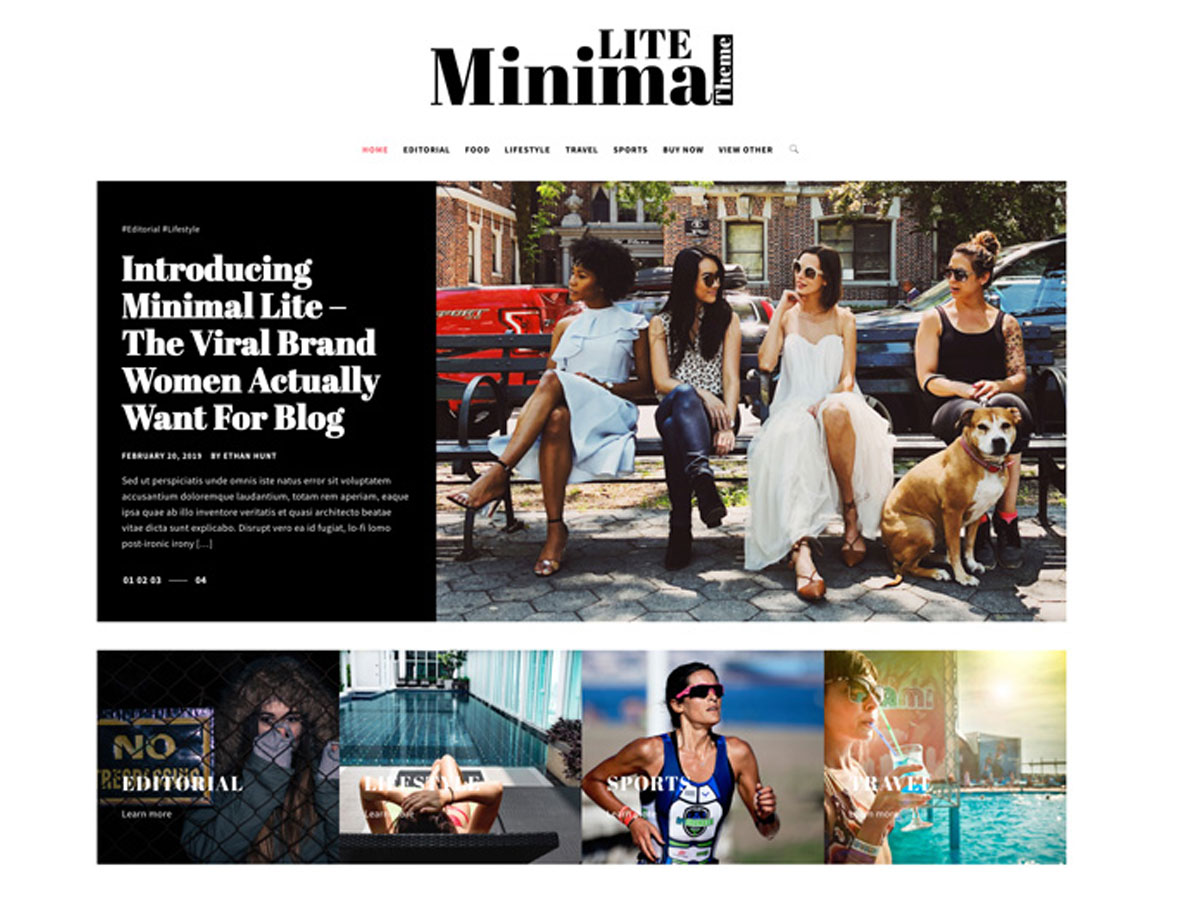 LITE
Minimal
Theme
HOME EDITORIAL FOOD LIFESTYLE TRAVEL SPORTS BUY NOW VIEW OTHER
#Editorial #Lifestyle
Introducing
Minimal Lite –
The Viral Brand
Women Actually
Want For Blog
FEBRUARY 20, 2019 BY ETHAN HUNT
Sed ut perspiciatis unde omnis iste natus error sit voluptatem
accusantium doloremque laudantium, totam rem aperiam, eaque
ipsa quae ab illo inventore veritatis et quasi architecto beatae
vitae dicta sunt explicabo. Disrupt vero ea id fugiat, lo-fi lomo
post-ironic irony [...]
01 02 03 — 04
NO
TRESPASSING
EDITORIAL
Learn more
LIFESTYLE
Learn more
SPORTS
Learn more
TRAVEL
Learn more